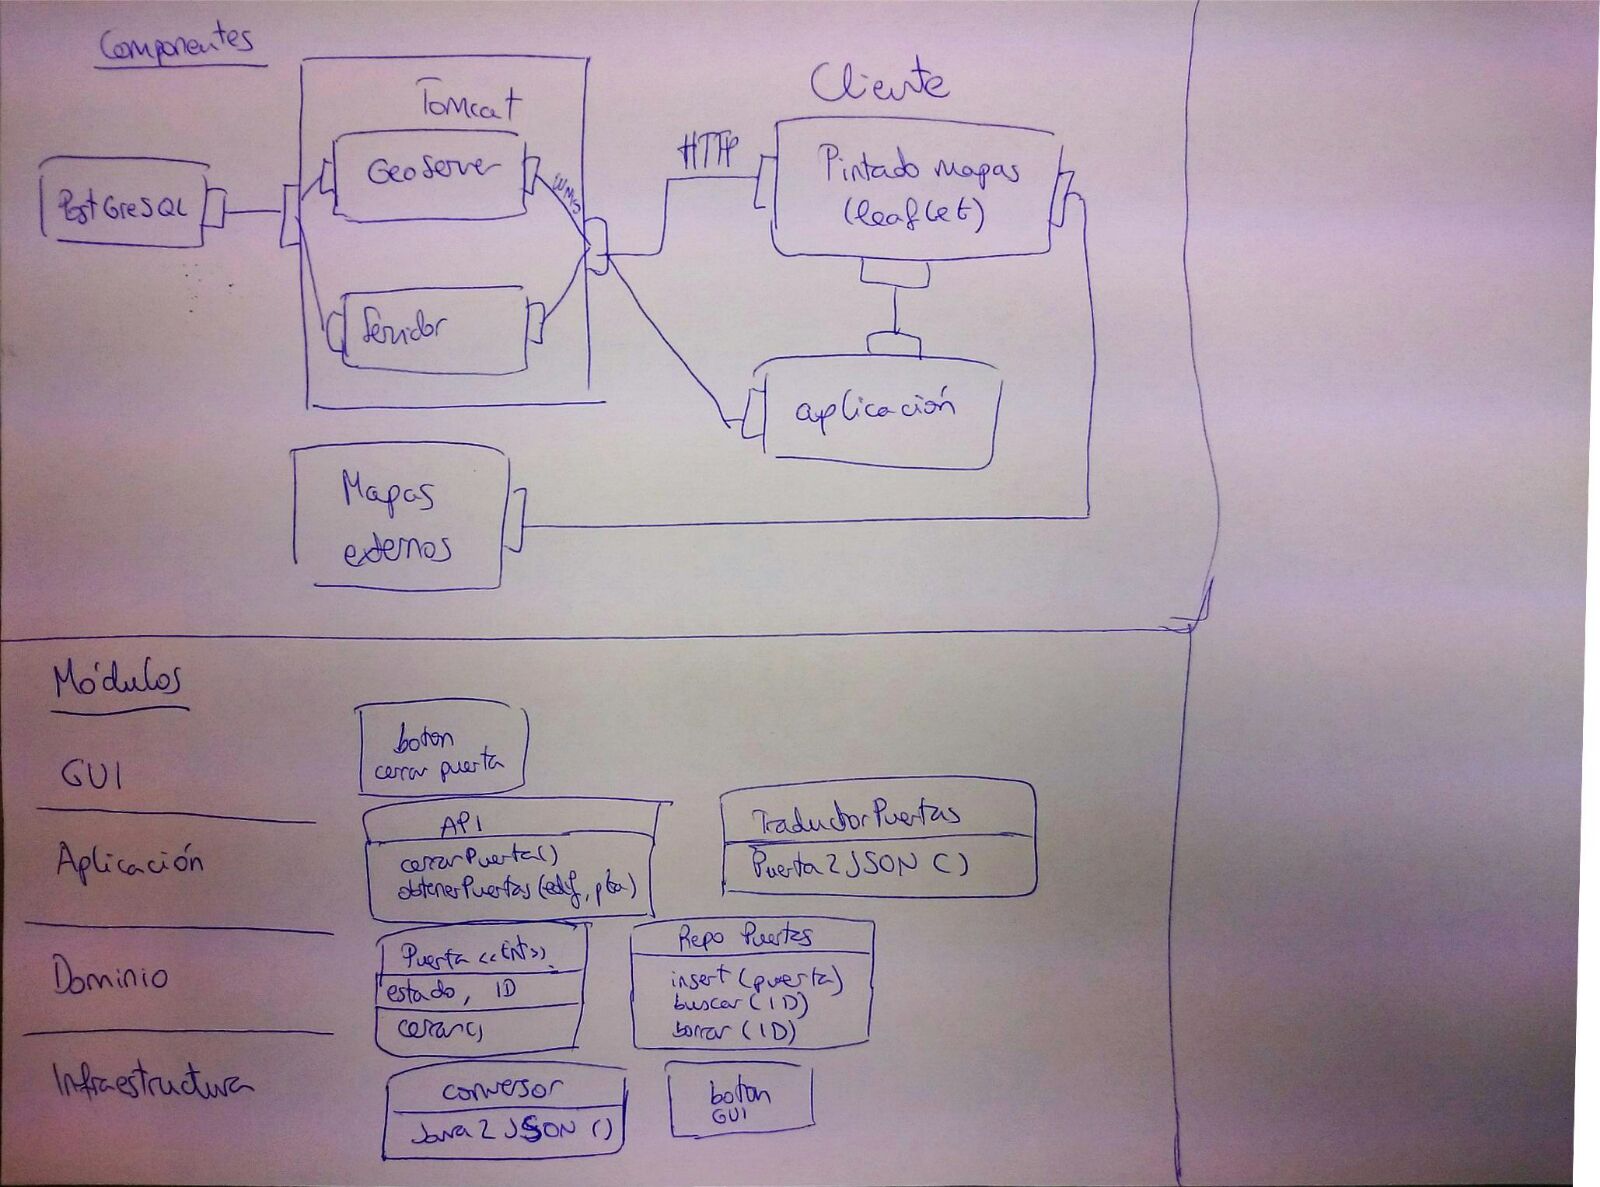 Componentes
Tomcat
Cliente
PostGreSQL
GeoServer
WMS
HTTP
Pintado mapas
(leaflet)
Servidor
aplicación
Mapas
externos
Módulos
GUI
boton
cerrar puerta
Aplicación
API
cerrarPuerta()
obtenerPuertas(edif, pta)
TraductorPuertas
Puerta2JSON()
Dominio
Puerta <<Ent>>
estado, ID
cerrar()
Repo Puertas
insert(puerta)
buscar(ID)
borrar(ID)
Infraestructura
conversor
Java2JSON()
boton
GUI